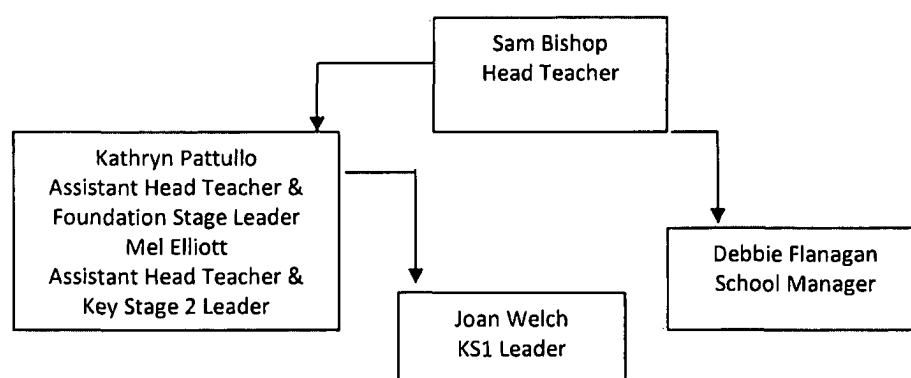 Sam Bishop
Head Teacher
Kathryn Pattullo
Assistant Head Teacher &
Foundation Stage Leader
Mel Elliott
Assistant Head Teacher &
Key Stage 2 Leader
Debbie Flanagan
School Manager
Joan Welch
KS1 Leader